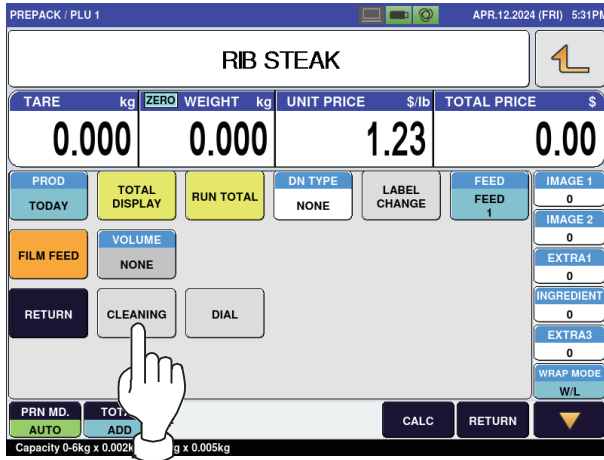 PREPACK / PLU 1 APR.12.2024 (FRI) 5:31PM
RIB STEAK
TARE kg ZERO WEIGHT kg UNIT PRICE $/lb TOTAL PRICE $
0.000 0.000 1.23 0.00
PROD TODAY
TOTAL DISPLAY
RUN TOTAL
DN TYPE NONE
LABEL CHANGE
FEED FEED 1
IMAGE 1
0
IMAGE 2
0
FILM FEED
VOLUME NONE
EXTRA1
0
INGREDIENT
0
RETURN CLEANING DIAL
EXTRA3
0
WRAP MODE
W/L
PRN MD. AUTO
ADD
CALC RETURN
Capacity 0-6kg x 0.002k g x 0.005kg